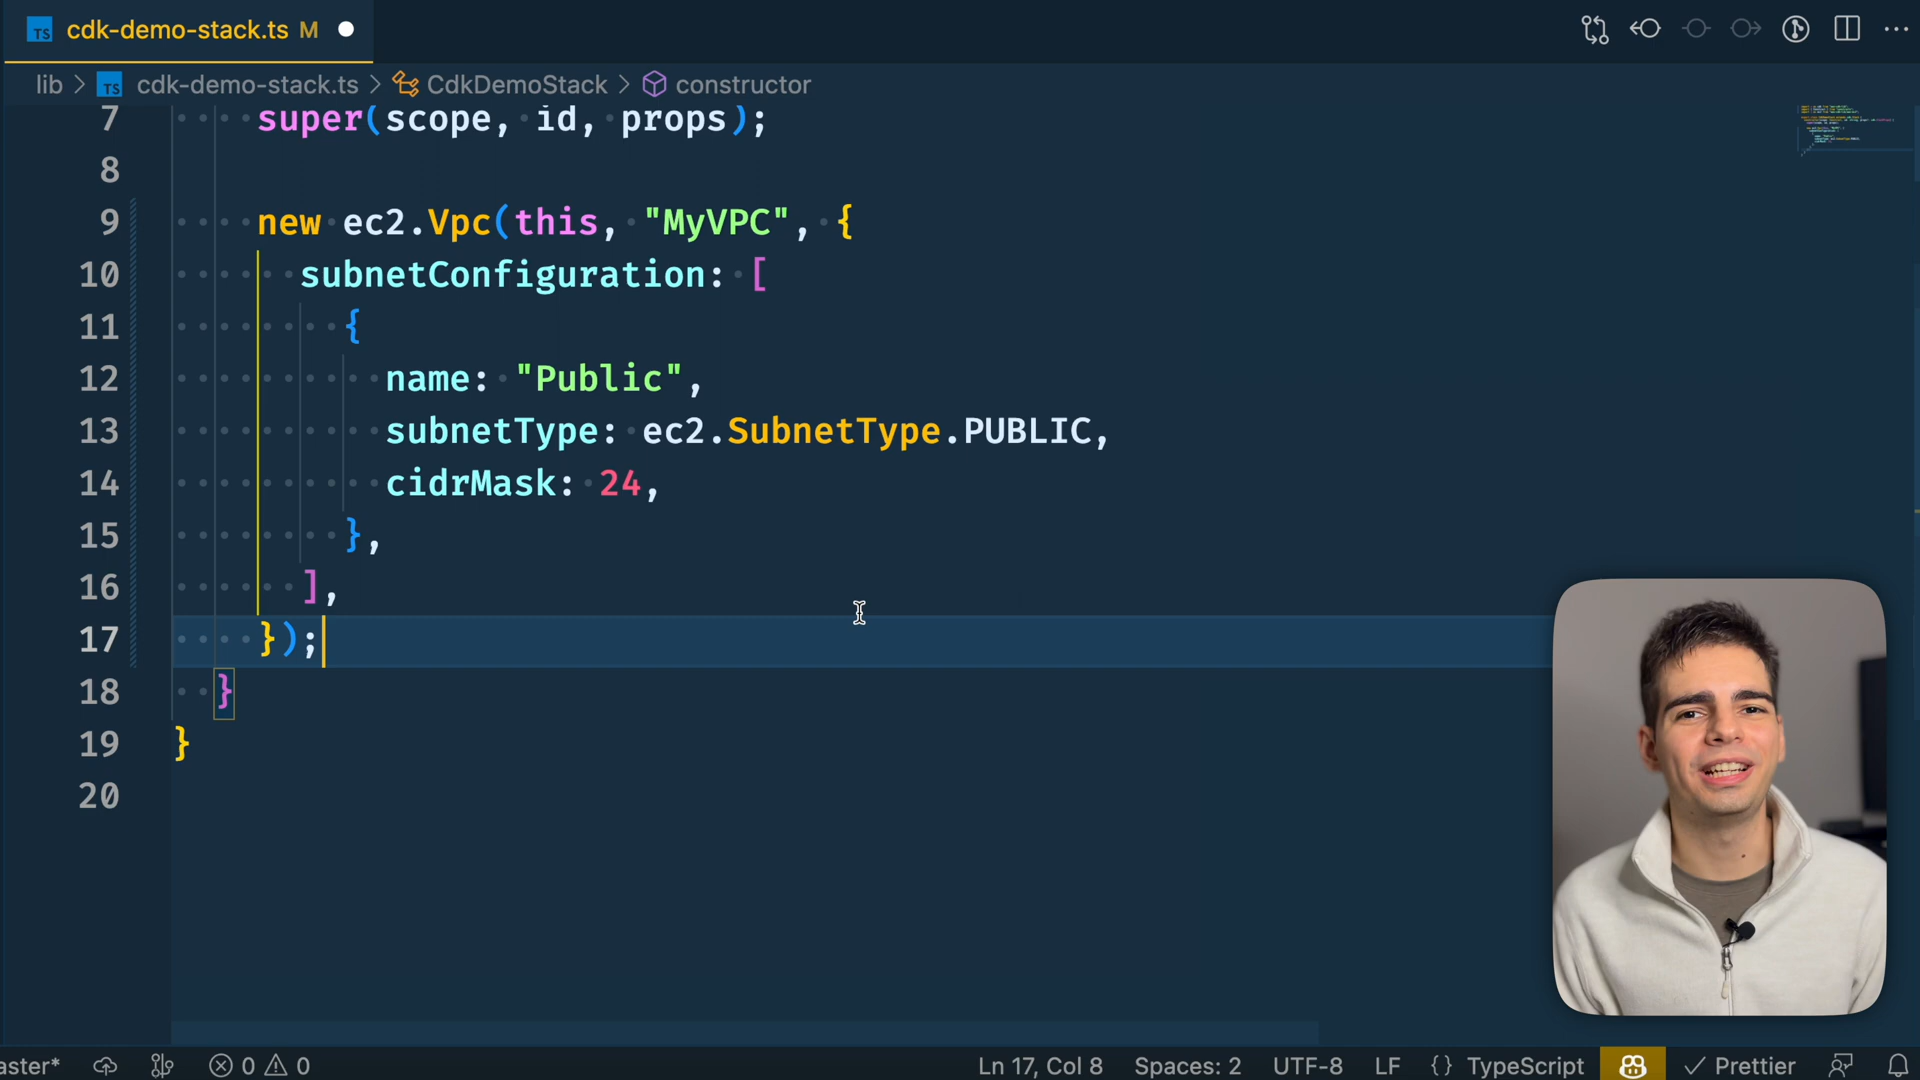 TS cdk-demo-stack.ts M
lib > TS cdk-demo-stack.ts > CdkDemoStack > constructor
7 super(scope, id, props);
8
9 new ec2.Vpc(this, "MyVPC", {
10 subnetConfiguration: [
11 {
12 name: "Public",
13 subnetType: ec2.SubnetType.PUBLIC,
14 cidrMask: 24,
15 },
16 ],
17 });
18 }
19 }
20
aster* 0 0 Ln 17, Col 8 Spaces: 2 UTF-8 LF {} TypeScript Prettier